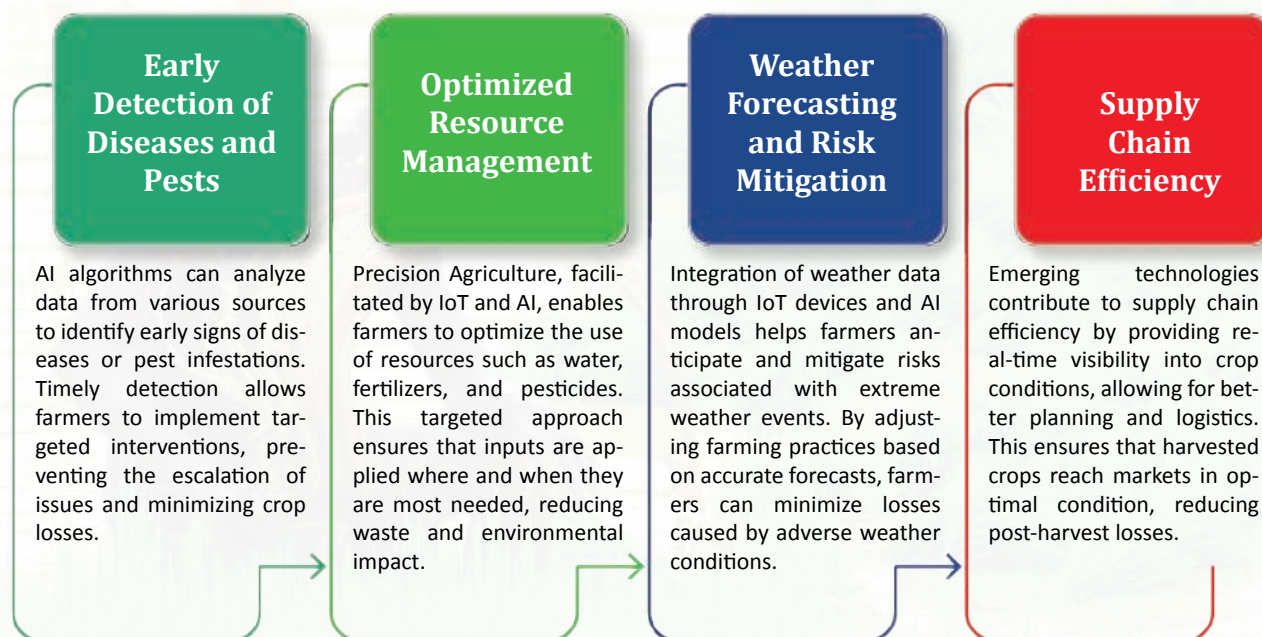 Early
Detection of
Diseases and
Pests
AI algorithms can analyze
data from various sources
to identify early signs of dis-
eases or pest infestations.
Timely detection allows
farmers to implement tar-
geted interventions, pre-
venting the escalation of
issues and minimizing crop
losses.
Optimized
Resource
Management
Precision Agriculture, facili-
tated by IoT and AI, enables
farmers to optimize the use
of resources such as water,
fertilizers, and pesticides.
This targeted approach
ensures that inputs are ap-
plied where and when they
are most needed, reducing
waste and environmental
impact.
Weather
Forecasting
and Risk
Mitigation
Integration of weather data
through IoT devices and AI
models helps farmers an-
ticipate and mitigate risks
associated with extreme
weather events. By adjust-
ing farming practices based
on accurate forecasts, farm-
ers can minimize losses
caused by adverse weather
conditions.
Supply
Chain
Efficiency
Emerging technologies
contribute to supply chain
efficiency by providing re-
al-time visibility into crop
conditions, allowing for bet-
ter planning and logistics.
This ensures that harvested
crops reach markets in op-
timal condition, reducing
post-harvest losses.